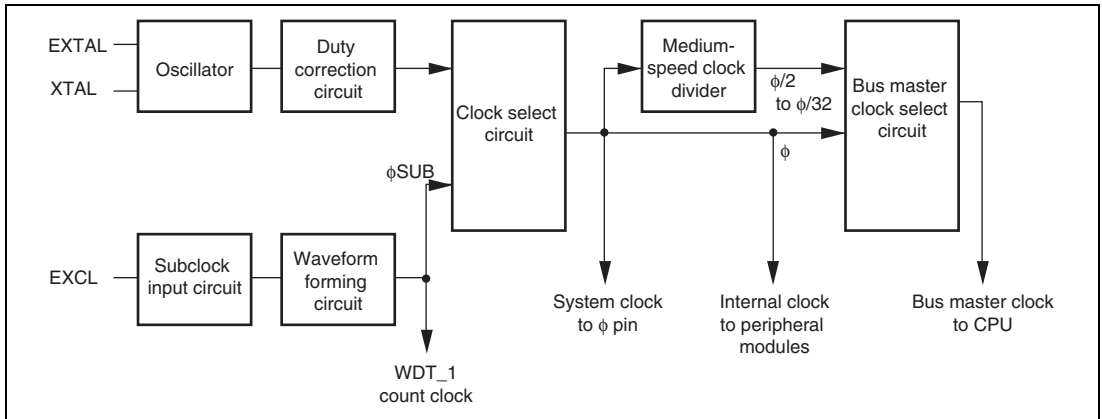 EXTAL
XTAL
Oscillator
Duty
correction
circuit
Clock select
circuit
Medium-
speed clock
divider
ϕ/2
to ϕ/32
ϕ
Bus master
clock select
circuit
ϕSUB
EXCL
Subclock
input circuit
Waveform
forming
circuit
WDT_1
count clock
System clock
to ϕ pin
Internal clock
to peripheral
modules
Bus master clock
to CPU